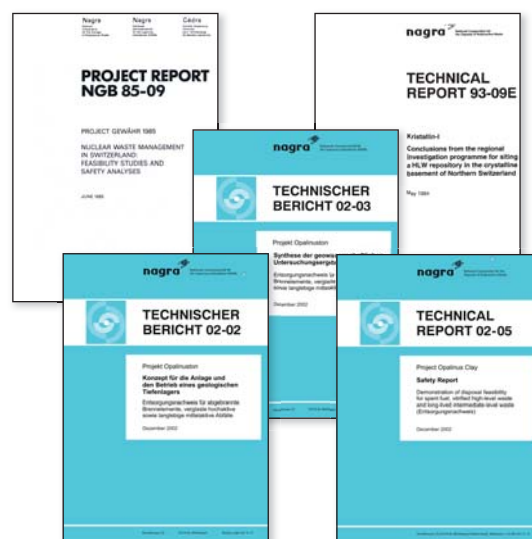 Nagra
Nagra
Cédra
PROJECT REPORT
NGB 85-09
PROJECT GEWÄHR 1985
NUCLEAR WASTE MANAGEMENT
IN SWITZERLAND:
FEASIBILITY STUDIES AND
SAFETY ANALYSES
JUNE 1985
nagra
TECHNICAL
REPORT 93-09E
Kristallin-I
Conclusions from the regional
investigation programme for siting
a HLW repository in the crystalline
basement of Northern Switzerland
May 1994
nagra
TECHNISCHER
BERICHT 02-03
Projekt Opalinuston
Synthese der
Untersuchungsergeb
Entsorgungsnachweis
Brennelemente, verglaste
sowie langlebige mittelakt
Dezember 2002
nagra
TECHNISCHER
BERICHT 02-02
Projekt Opalinuston
Konzept für die Anlage und
den Betrieb eines geologischen
Tiefenlagers
Entsorgungsnachweis für abgebrannte
Brennelemente, verglaste hochaktive
sowie langlebige mittelaktive Abfälle
Dezember 2002
nagra
TECHNICAL
REPORT 02-05
Project Opalinus Clay
Safety Report
Demonstration of disposal feasibility
for spent fuel, vitrified high-level waste
and long-lived intermediate-level waste
(Entsorgungsnachweis)
December 2002